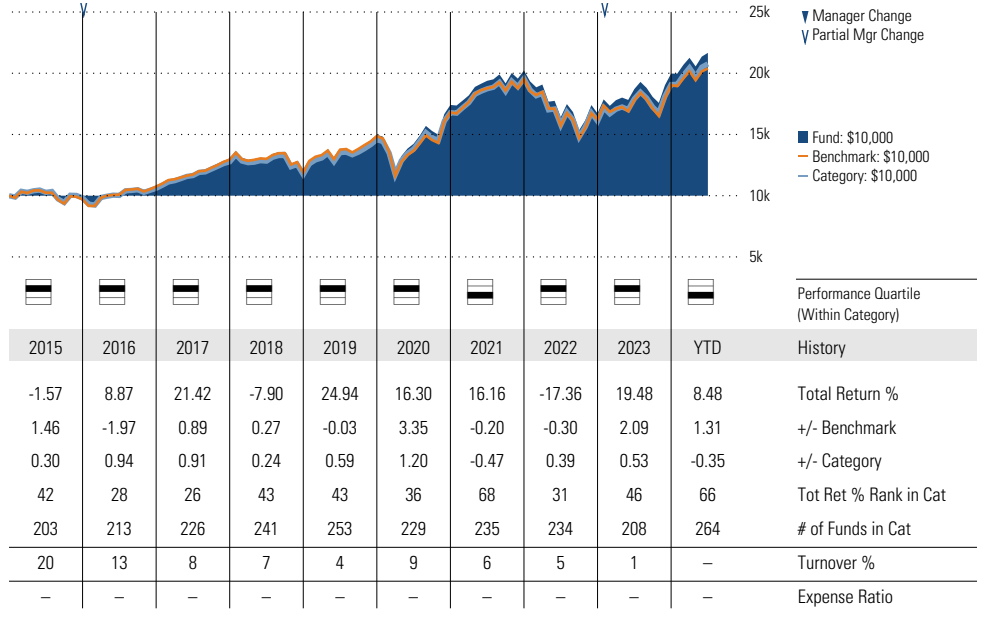 25k
20k
15k
10k
5k
Manager Change
Partial Mgr Change
Fund: $10,000
Benchmark: $10,000
Category: $10,000
Performance Quartile
(Within Category)
2015 2016 2017 2018 2019 2020 2021 2022 2023 YTD History
-1.57 8.87 21.42 -7.90 24.94 16.30 16.16 -17.36 19.48 8.48 Total Return %
1.46 -1.97 0.89 0.27 -0.03 3.35 -0.20 -0.30 2.09 1.31 +/- Benchmark
0.30 0.94 0.91 0.24 0.59 1.20 -0.47 0.39 0.53 -0.35 +/- Category
42 28 26 43 43 36 68 31 46 66 Tot Ret % Rank in Cat
203 213 226 241 253 229 235 234 208 264 # of Funds in Cat
20 13 8 7 4 9 6 5 1 – Turnover %
– – – – – – – – – – Expense Ratio